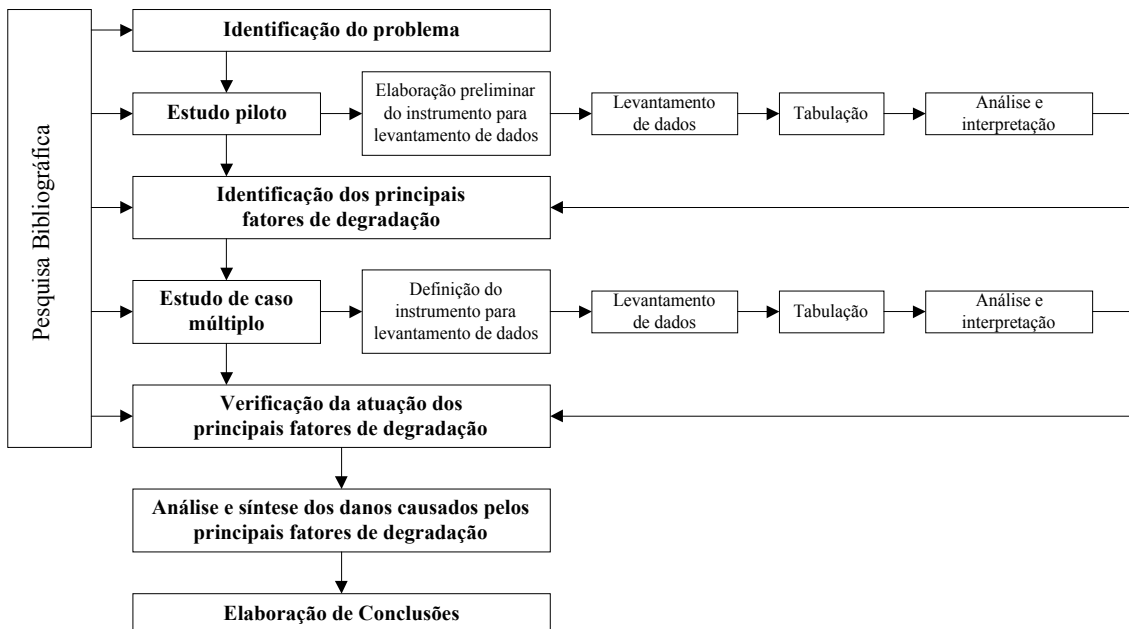 Pesquisa Bibliográfica
Identificação do problema
Estudo piloto
Elaboração preliminar
do instrumento para
levantamento de dados
Levantamento
de dados
Tabulação
Análise e
interpretação
Identificação dos principais
fatores de degradação
Estudo de caso
múltiplo
Definição do
instrumento para
levantamento de dados
Levantamento
de dados
Tabulação
Análise e
interpretação
Verificação da atuação dos
principais fatores de degradação
Análise e síntese dos danos causados pelos
principais fatores de degradação
Elaboração de Conclusões